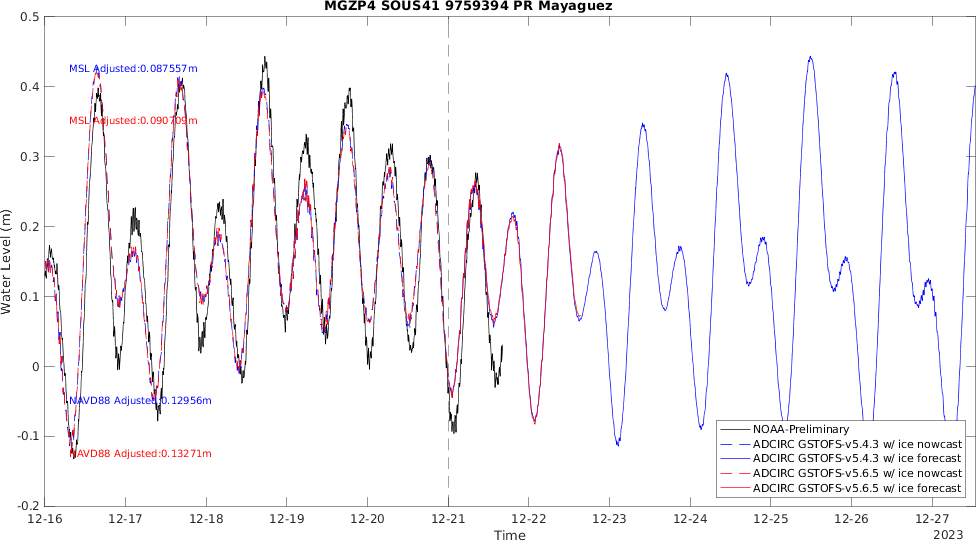 MGZP4 SOUS41 9759394 PR Mayaguez
0.5
0.4
0.3
0.2
0.1
0
-0.1
-0.2
Water Level (m)
MSL Adjusted:0.087557m
MSL Adjusted:0.090709m
NAVD88 Adjusted:0.12956m
NAVD88 Adjusted:0.13271m
NOAA-Preliminary
ADCIRC GSTOFS-v5.4.3 w/ ice nowcast
ADCIRC GSTOFS-v5.4.3 w/ ice forecast
ADCIRC GSTOFS-v5.6.5 w/ ice nowcast
ADCIRC GSTOFS-v5.6.5 w/ ice forecast
12-16 12-17 12-18 12-19 12-20 12-21 12-22 12-23 12-24 12-25 12-26 12-27
Time
2023